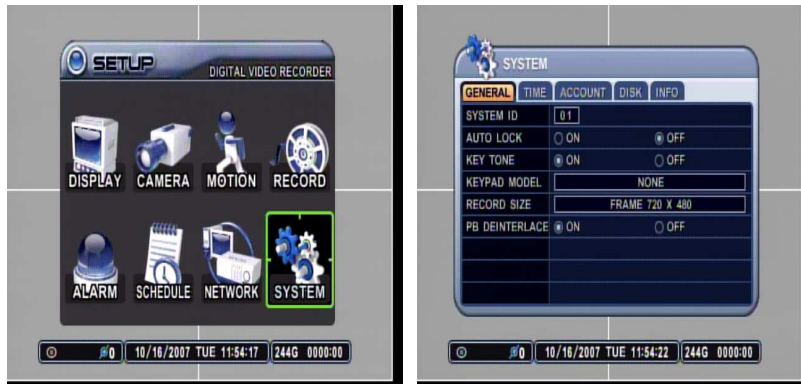 SETUP
DIGITAL VIDEO RECORDER
DISPLAY CAMERA MOTION RECORD
ALARM SCHEDULE NETWORK SYSTEM
0 10/16/2007 TUE 11:54:17 244G 0000:00
SYSTEM
GENERAL TIME ACCOUNT DISK INFO
SYSTEM ID 01
AUTO LOCK ON OFF
KEY TONE ON OFF
KEYPAD MODEL NONE
RECORD SIZE FRAME 720 X 480
PB DEINTERLACE ON OFF
0 10/16/2007 TUE 11:54:22 244G 0000:00